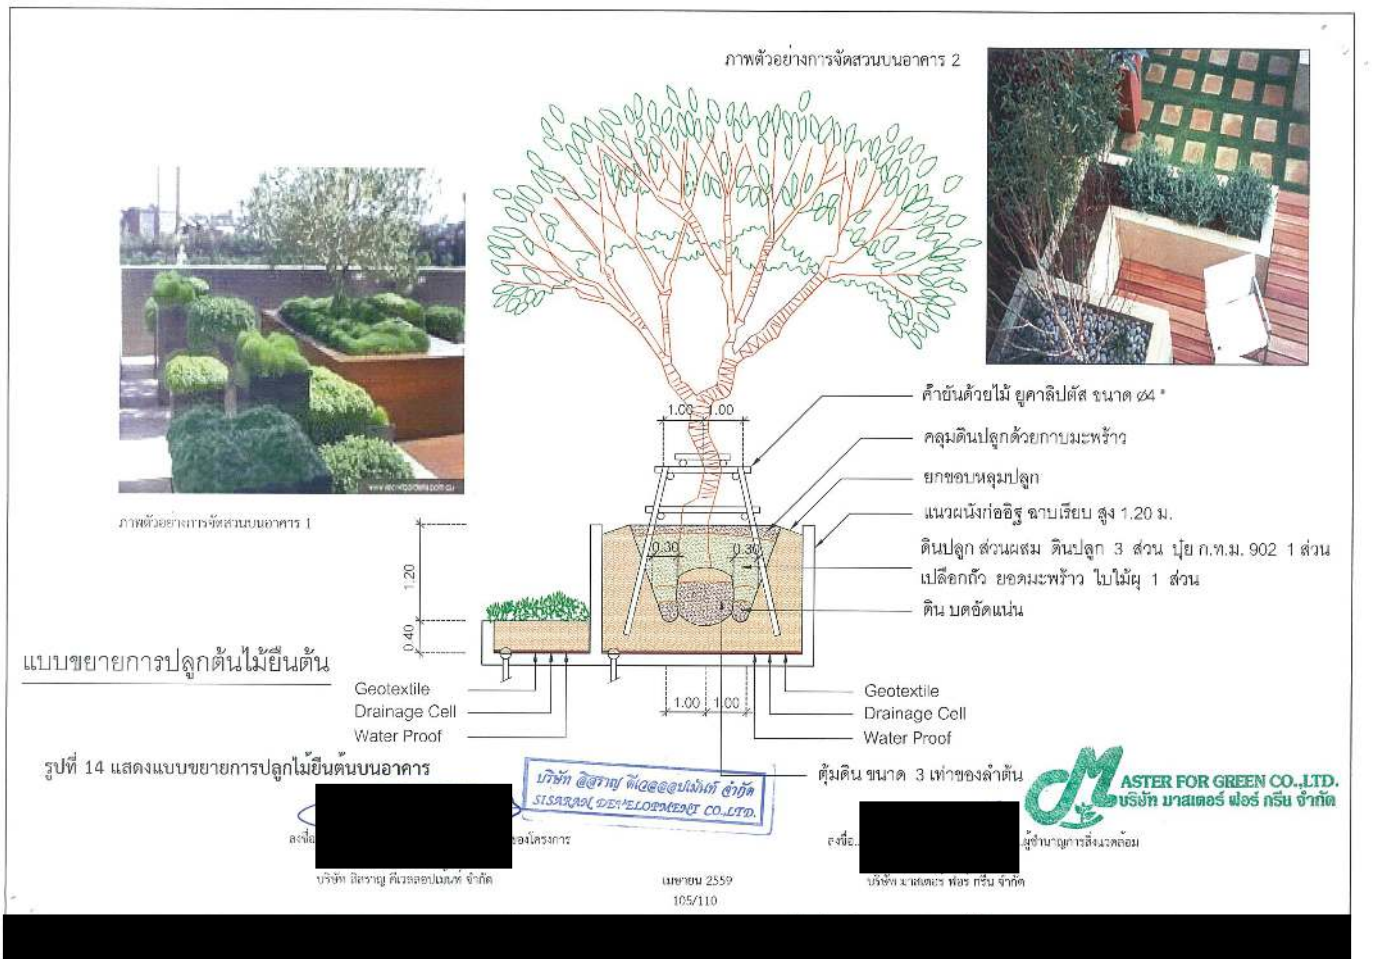 ภาพตัวอย่างการจัดสวนบนอาคาร 2
ภาพตัวอย่างการจัดสวนบนอาคาร 1
1.00 1.00
ค้ำยันด้วยไม้ ยูคาลิปตัส ขนาด ø4 "
คลุมดินปลูกด้วยกาบมะพร้าว
ยกขอบหลุมปลูก
แนวผนังก่ออิฐ ฉาบเรียบ สูง 1.20 ม.
ดินปลูก ส่วนผสม ดินปลูก 3 ส่วน ปุ๋ย ก.ท.ม. 902 1 ส่วน
เปลือกถั่ว ยอดมะพร้าว ใบไม้ผุ 1 ส่วน
ดิน บดอัดแน่น
0.30 0.30
1.20
0.40
แบบขยายการปลูกต้นไม้ยืนต้น
Geotextile
Drainage Cell
Water Proof
1.00 1.00
Geotextile
Drainage Cell
Water Proof
รูปที่ 14 แสดงแบบขยายการปลูกไม้ยืนต้นบนอาคาร
ตุ้มดิน ขนาด 3 เท่าของลำต้น
บริษัท สิสราญ ดีเวลลอปเม้นท์ จำกัด
SISARAN DEVELOPMENT CO.,LTD.
MASTER FOR GREEN CO.,LTD.
บริษัท มาสเตอร์ ฟอร์ กรีน จำกัด
ลงชื่อ ของโครงการ
ลงชื่อ.. ผู้ชำนาญการสิ่งแวดล้อม
บริษัท สิสราญ ดีเวลลอปเม้นท์ จำกัด
บริษัท มาสเตอร์ ฟอร์ กรีน จำกัด
เมษายน 2559
105/110